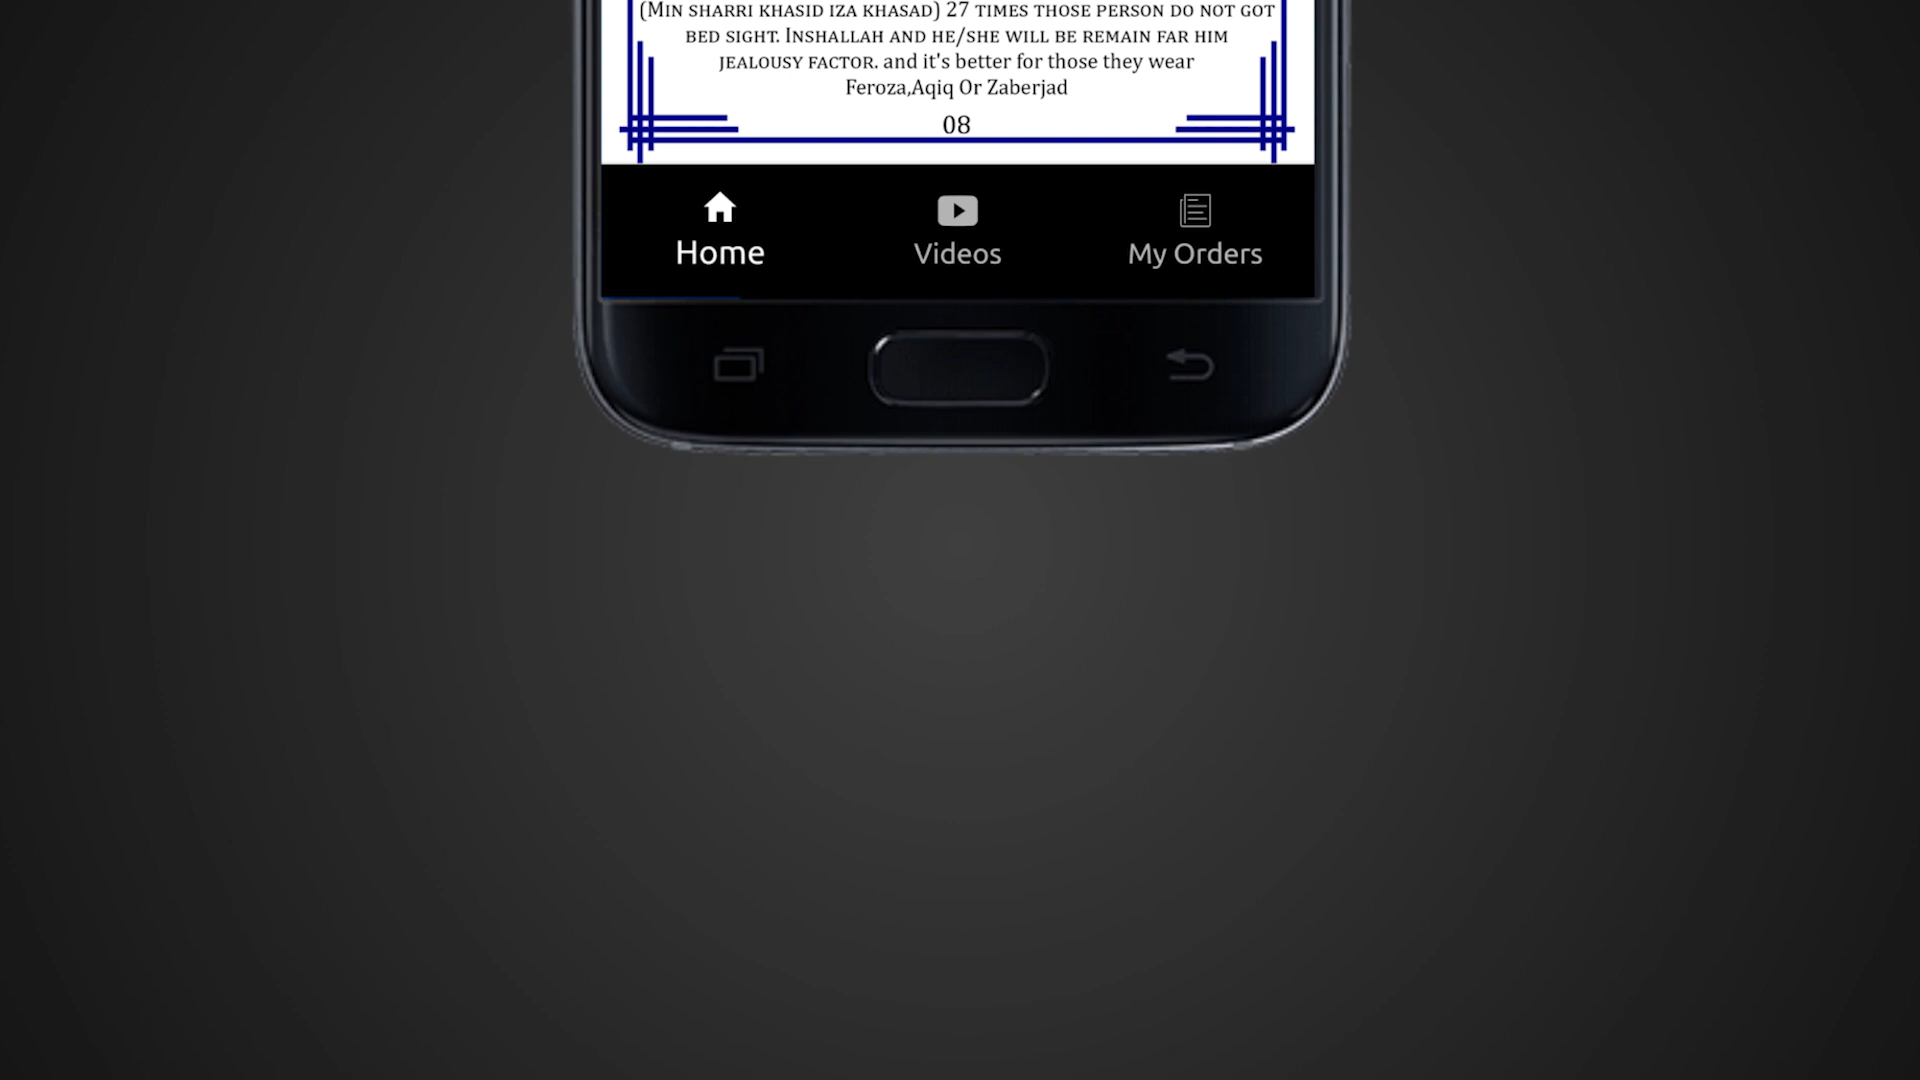 (Min sharri khasid iza khasad) 27 times those person do not got
bed sight. Inshallah and he/she will be remain far him
jealousy factor. and it's better for those they wear
Feroza,Aqiq Or Zaberjad
08
Home
Videos
My Orders